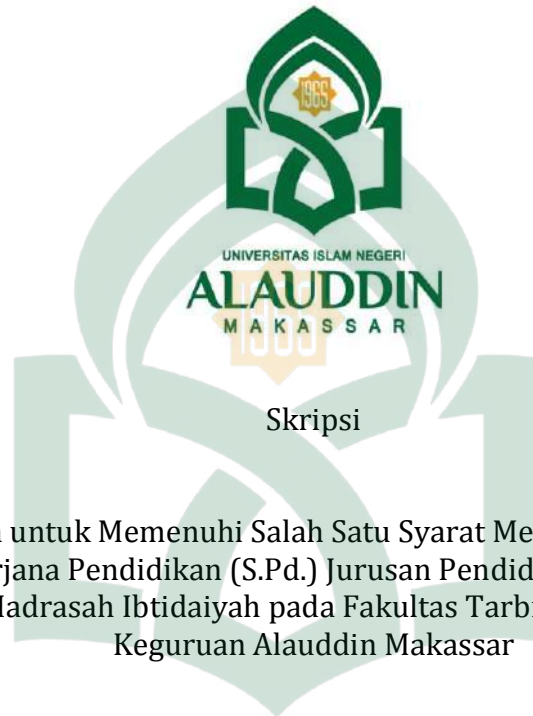 1965
UNIVERSITAS ISLAM NEGERI
ALAUDDIN
MAKASSAR
1965
Skripsi
untuk Memenuhi Salah Satu Syarat
Pendidikan (S.Pd.) Jurusan
Ibtidaiyah pada Fakultas
Keguruan Alauddin Makassar